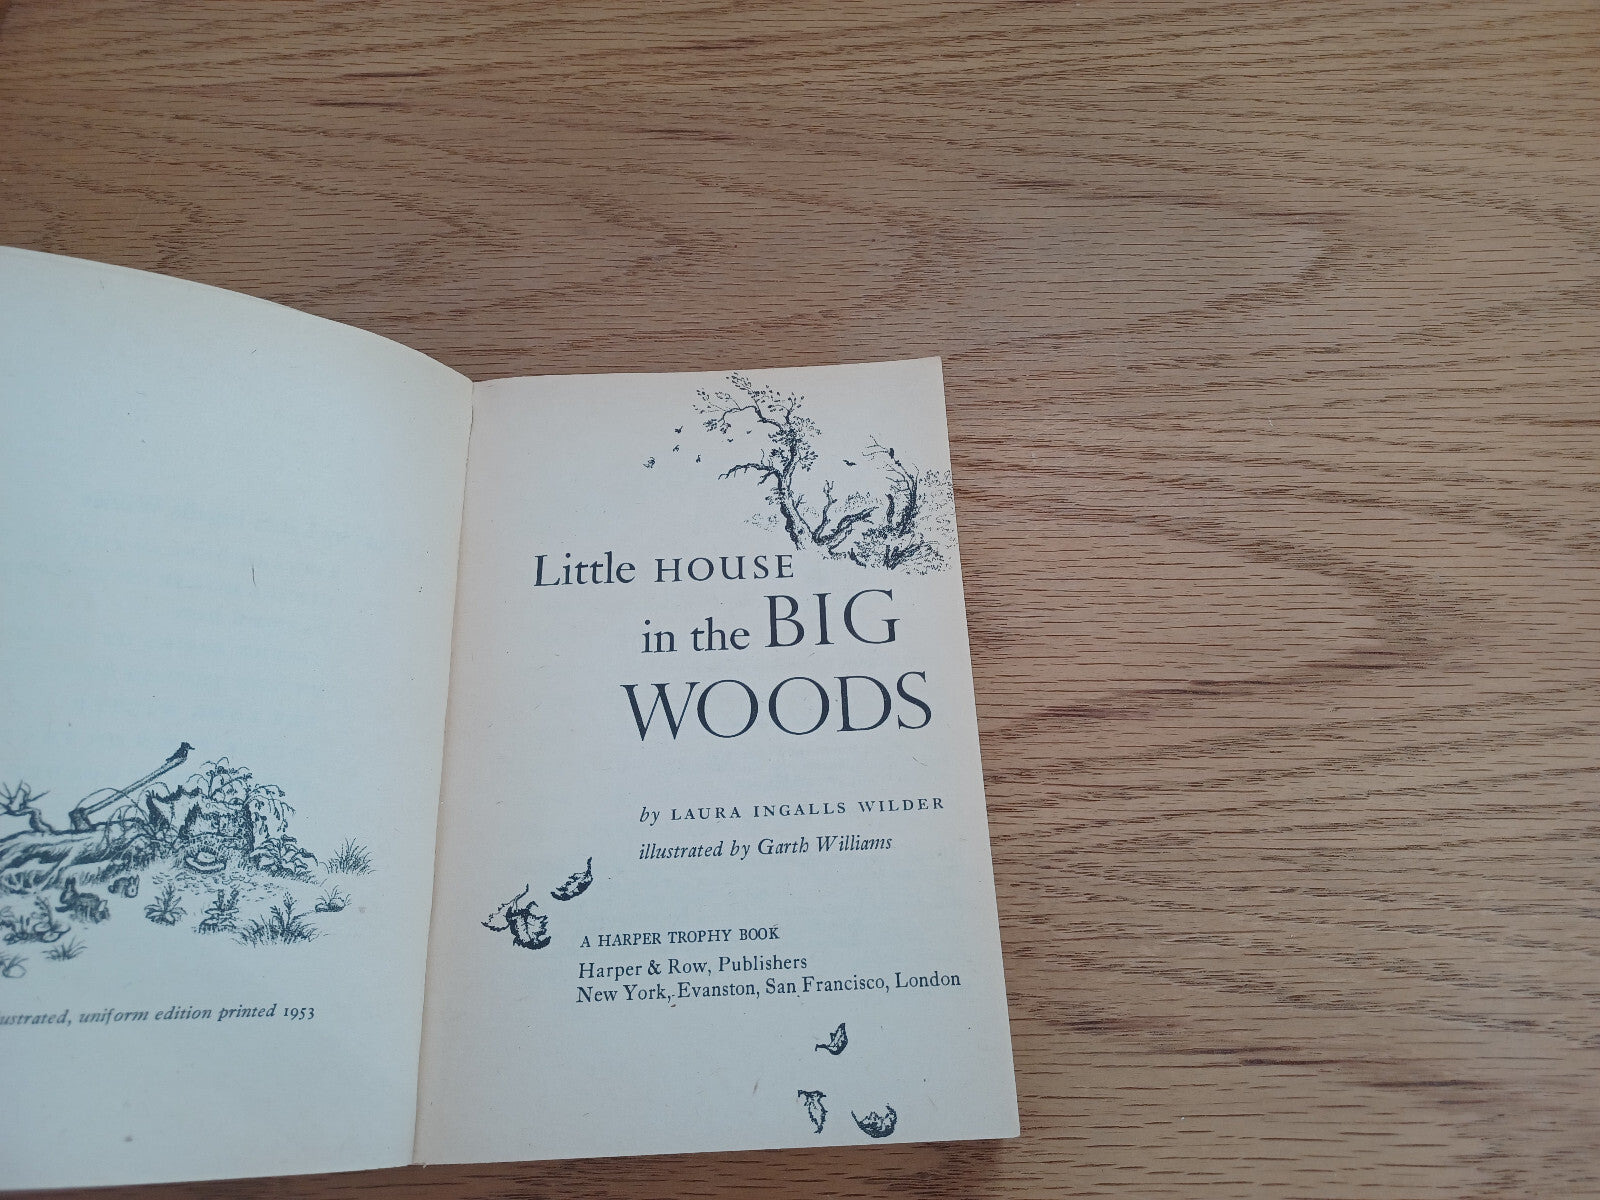 Little HOUSE
in the BIG
WOODS
by LAURA INGALLS WILDER
illustrated by Garth Williams
A HARPER TROPHY BOOK
Harper & Row, Publishers
New York, Evanston, San Francisco, London
uniform edition printed 1953